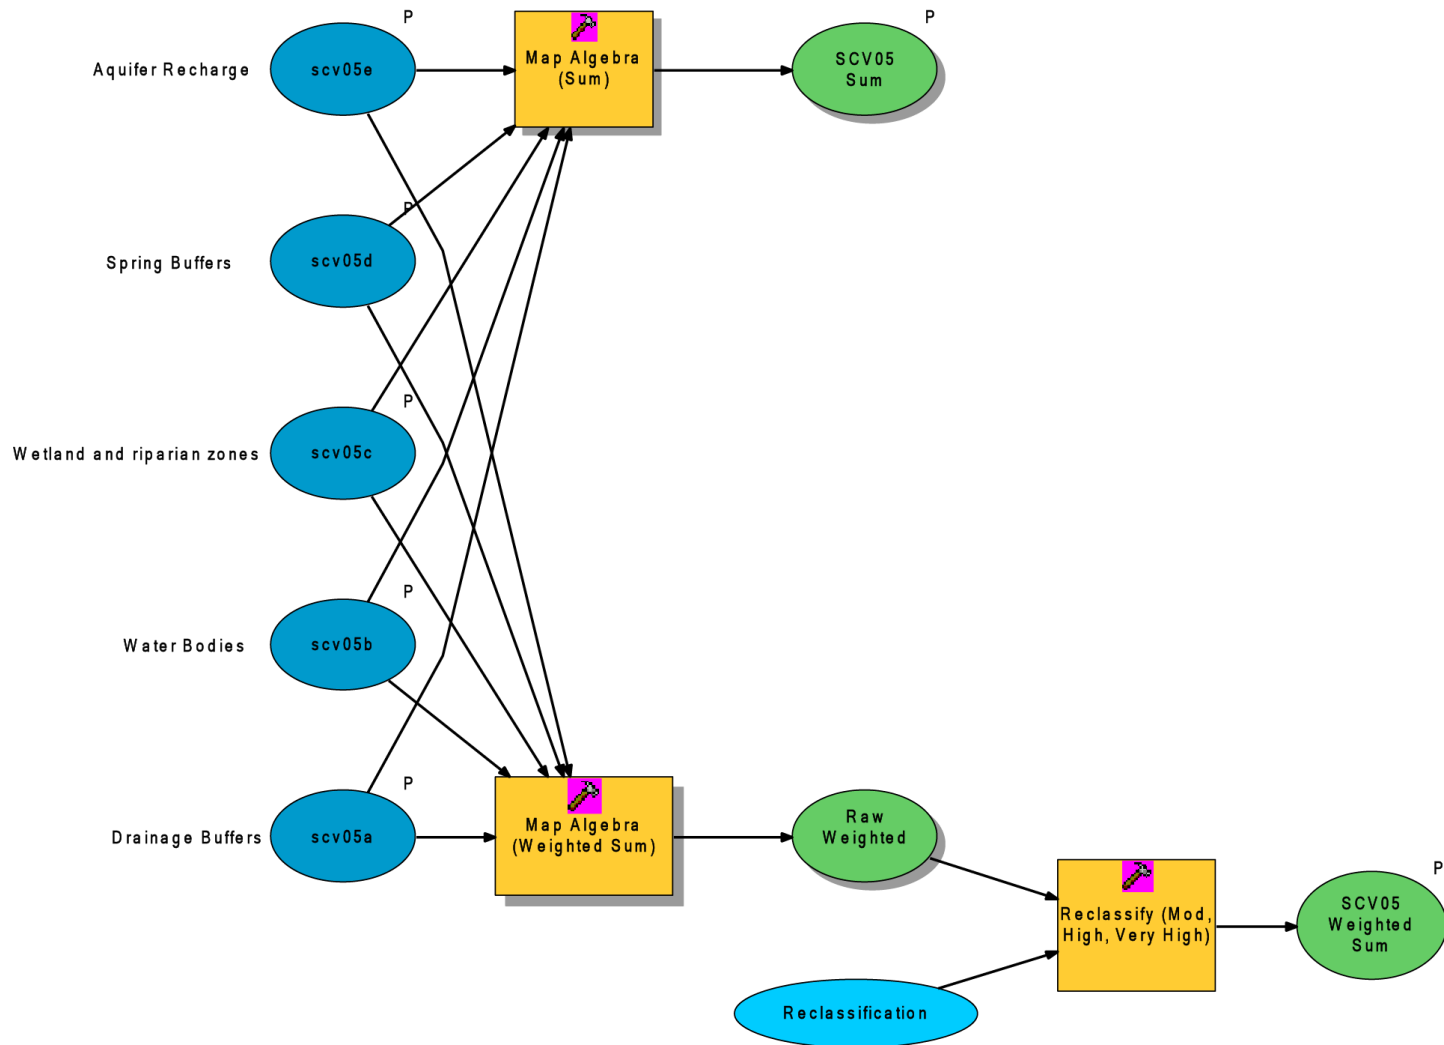 P
P
Aquifer Recharge
scv05e
Map Algebra
(Sum)
SCV05
Sum
P
Spring Buffers
scv05d
P
Wetland and riparian zones
scv05c
P
Water Bodies
scv05b
P
Drainage Buffers
scv05a
Map Algebra
(Weighted Sum)
Raw
Weighted
P
Reclassify (Mod,
High, Very High)
SCV05
Weighted
Sum
Reclassification